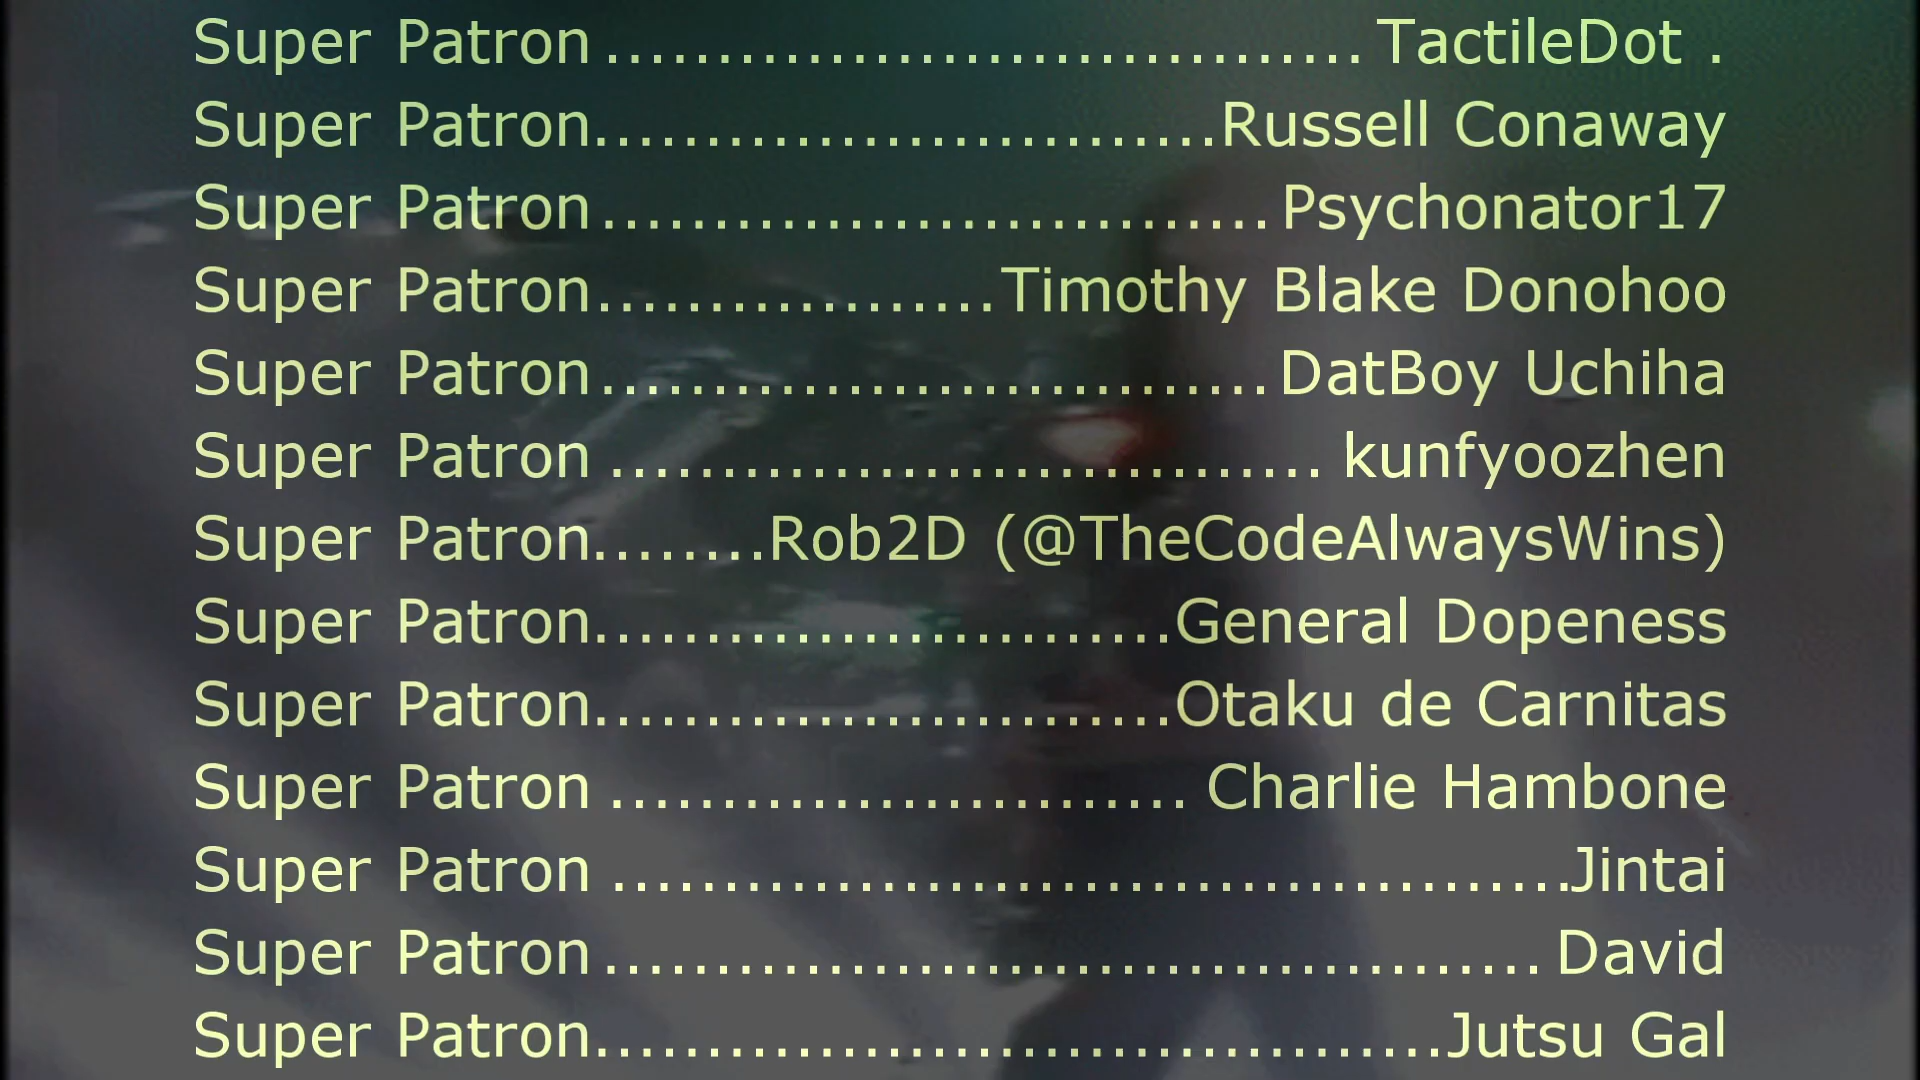 Super Patron.................................. TactileDot .
Super Patron............................Russell Conaway
Super Patron.............................. Psychonator17
Super Patron..................Timothy Blake Donohoo
Super Patron..............................DatBoy Uchiha
Super Patron ................................ kunfyoozhen
Super Patron........Rob2D (@TheCodeAlwaysWins)
Super Patron..........................General Dopeness
Super Patron..........................Otaku de Carnitas
Super Patron .......................... Charlie Hambone
Super Patron ...........................................Jintai
Super Patron.......................................... David
Super Patron......................................Jutsu Gal